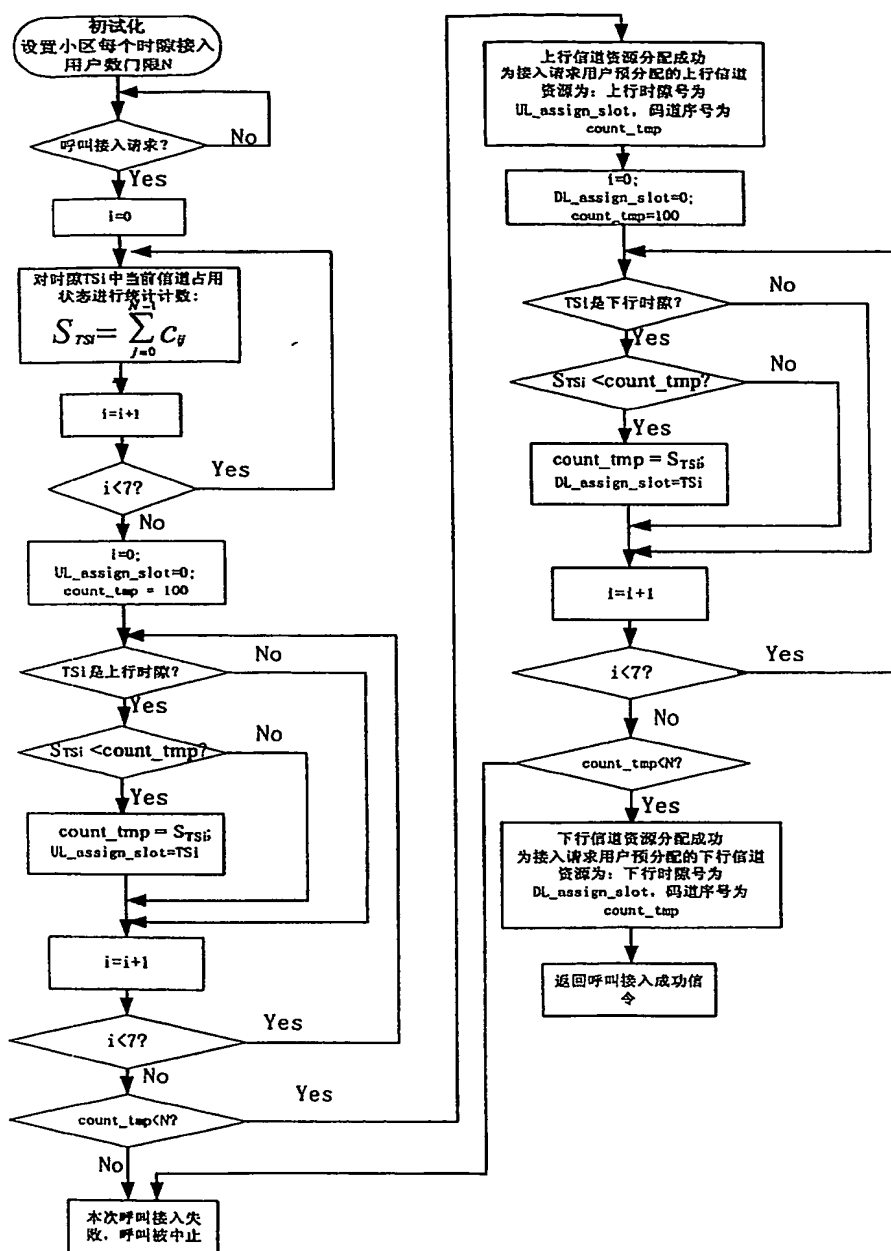 初试化
设置小区每个时隙接入
用户数门限N
呼叫接入请求?
No
Yes
i=0
对时隙TSi中当前信道占用
状态进行统计计数:
S_TSi = ∑_{j=0}^{N-1} c_ij
i=i+1
i<7?
Yes
No
i=0;
UL_assign_slot=0;
count_tmp = 100
TSi是上行时隙?
No
Yes
STSi <count_tmp?
No
Yes
count_tmp = STSi;
UL_assign_slot=TSi
i=i+1
i<7?
Yes
No
count_tmp<N?
Yes
No
本次呼叫接入失
败, 呼叫被中止
上行信道资源分配成功
为接入请求用户预分配的上行信道
资源为: 上行时隙号为
UL_assign_slot, 码道序号为
count_tmp
i=0;
DL_assign_slot=0;
count_tmp=100
TSi是下行时隙?
No
Yes
STSi <count_tmp?
No
Yes
count_tmp = STSi;
DL_assign_slot=TSi
i=i+1
i<7?
Yes
No
count_tmp<N?
Yes
下行信道资源分配成功
为接入请求用户预分配的下行信道
资源为: 下行时隙号为
DL_assign_slot, 码道序号为
count_tmp
返回呼叫接入成功信
令